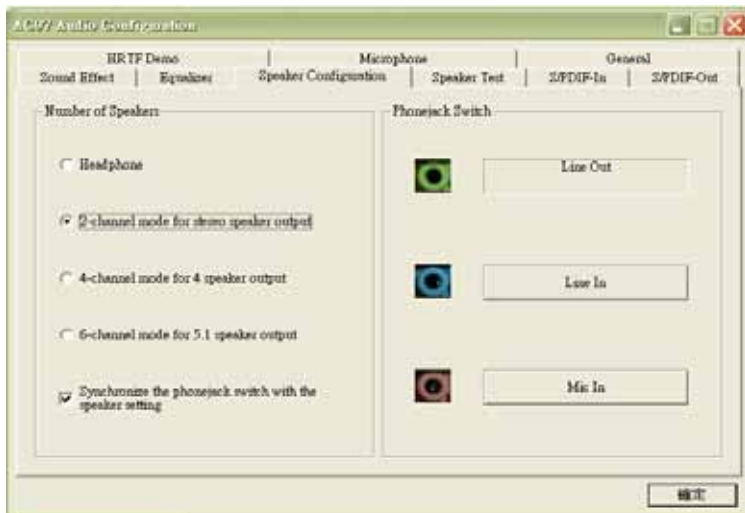 AC97 Audio Configuration
HRTF Demo
Microphone
General
Sound Effect
Equalizer
Speaker Configuration
Speaker Test
S/PDIF-In
S/PDIF-Out
Number of Speakers
Headphone
2-channel mode for stereo speaker output
4-channel mode for 4 speaker output
6-channel mode for 5.1 speaker output
Synchronize the phonejack switch with the
speaker setting
Phonejack Switch
Line Out
Line In
Mic In
確定